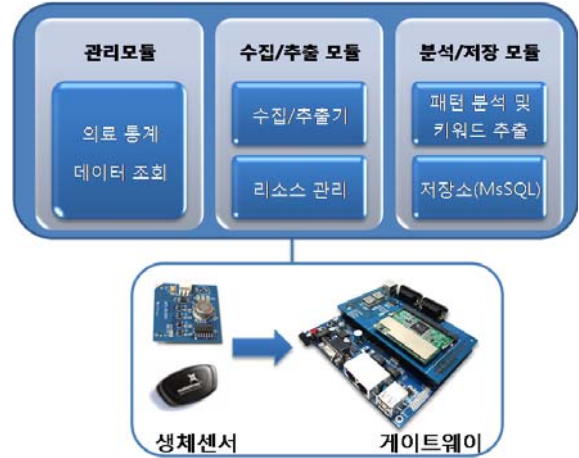 관리모듈
의료 통계
데이터 조회
수집/추출 모듈
수집/추출기
리소스 관리
분석/저장 모듈
패턴 분석 및
키워드 추출
저장소(MsSQL)
생체센서
게이트웨이